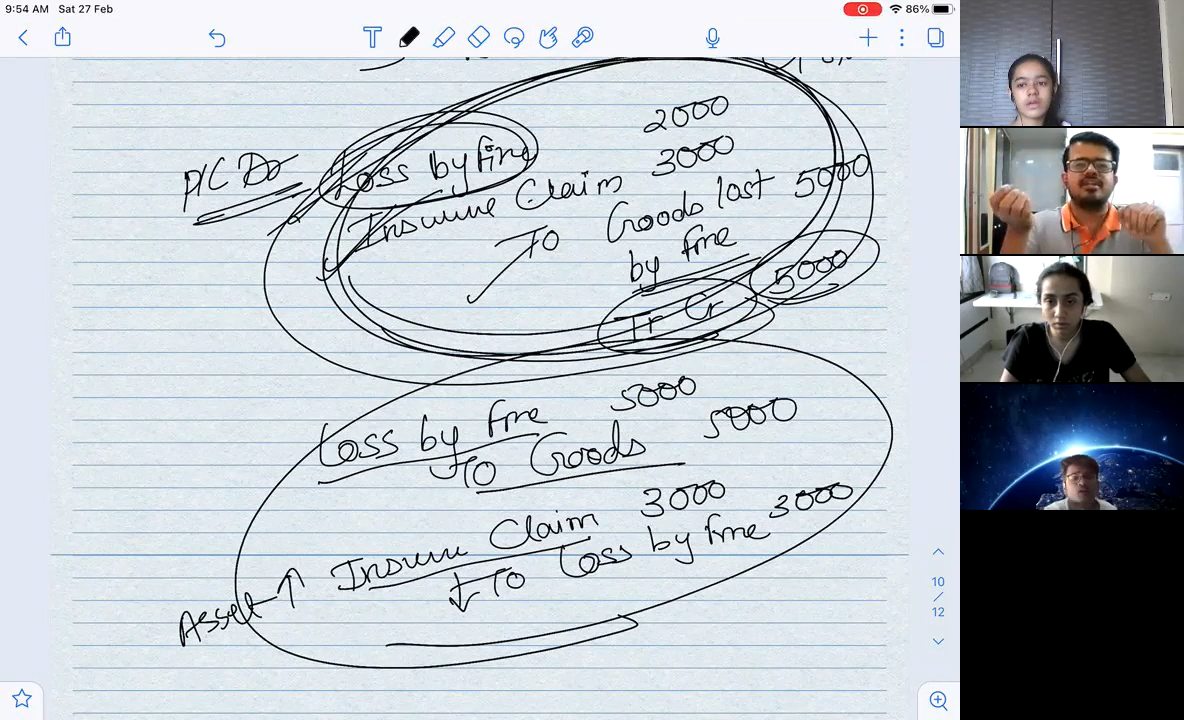 9:54 AM Sat 27 Feb
86%
P/L Dr
Loss by fire 2000
Insurance Claim 3000
To Goods lost 5000
by fire
Tr Cr 5000
Loss by fire 5000
To Goods 5000
Insurance Claim 3000
To Loss by fire 3000
Asset ↑
10
/
12